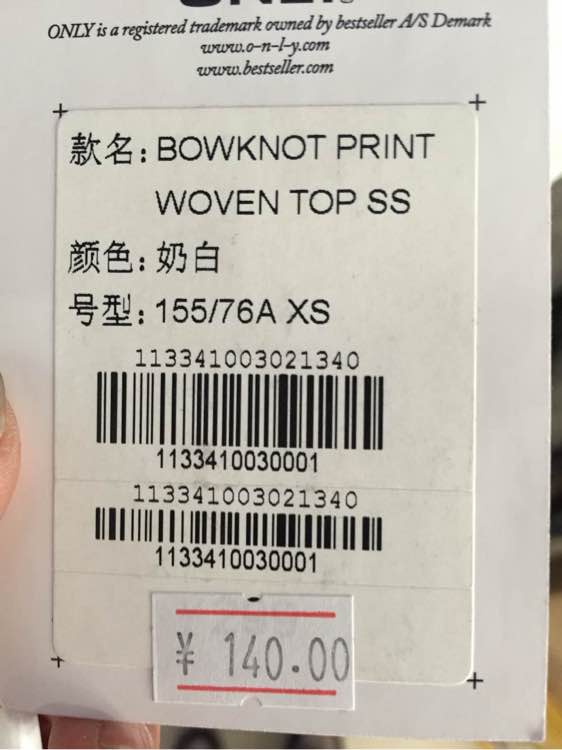 ONLY is a registered trademark owned by bestseller A/S Demark
www.o-n-l-y.com
www.bestseller.com
款名: BOWKNOT PRINT
WOVEN TOP SS
颜色: 奶白
号型: 155/76A XS
113341003021340
1133410030001
113341003021340
1133410030001
¥ 140.00